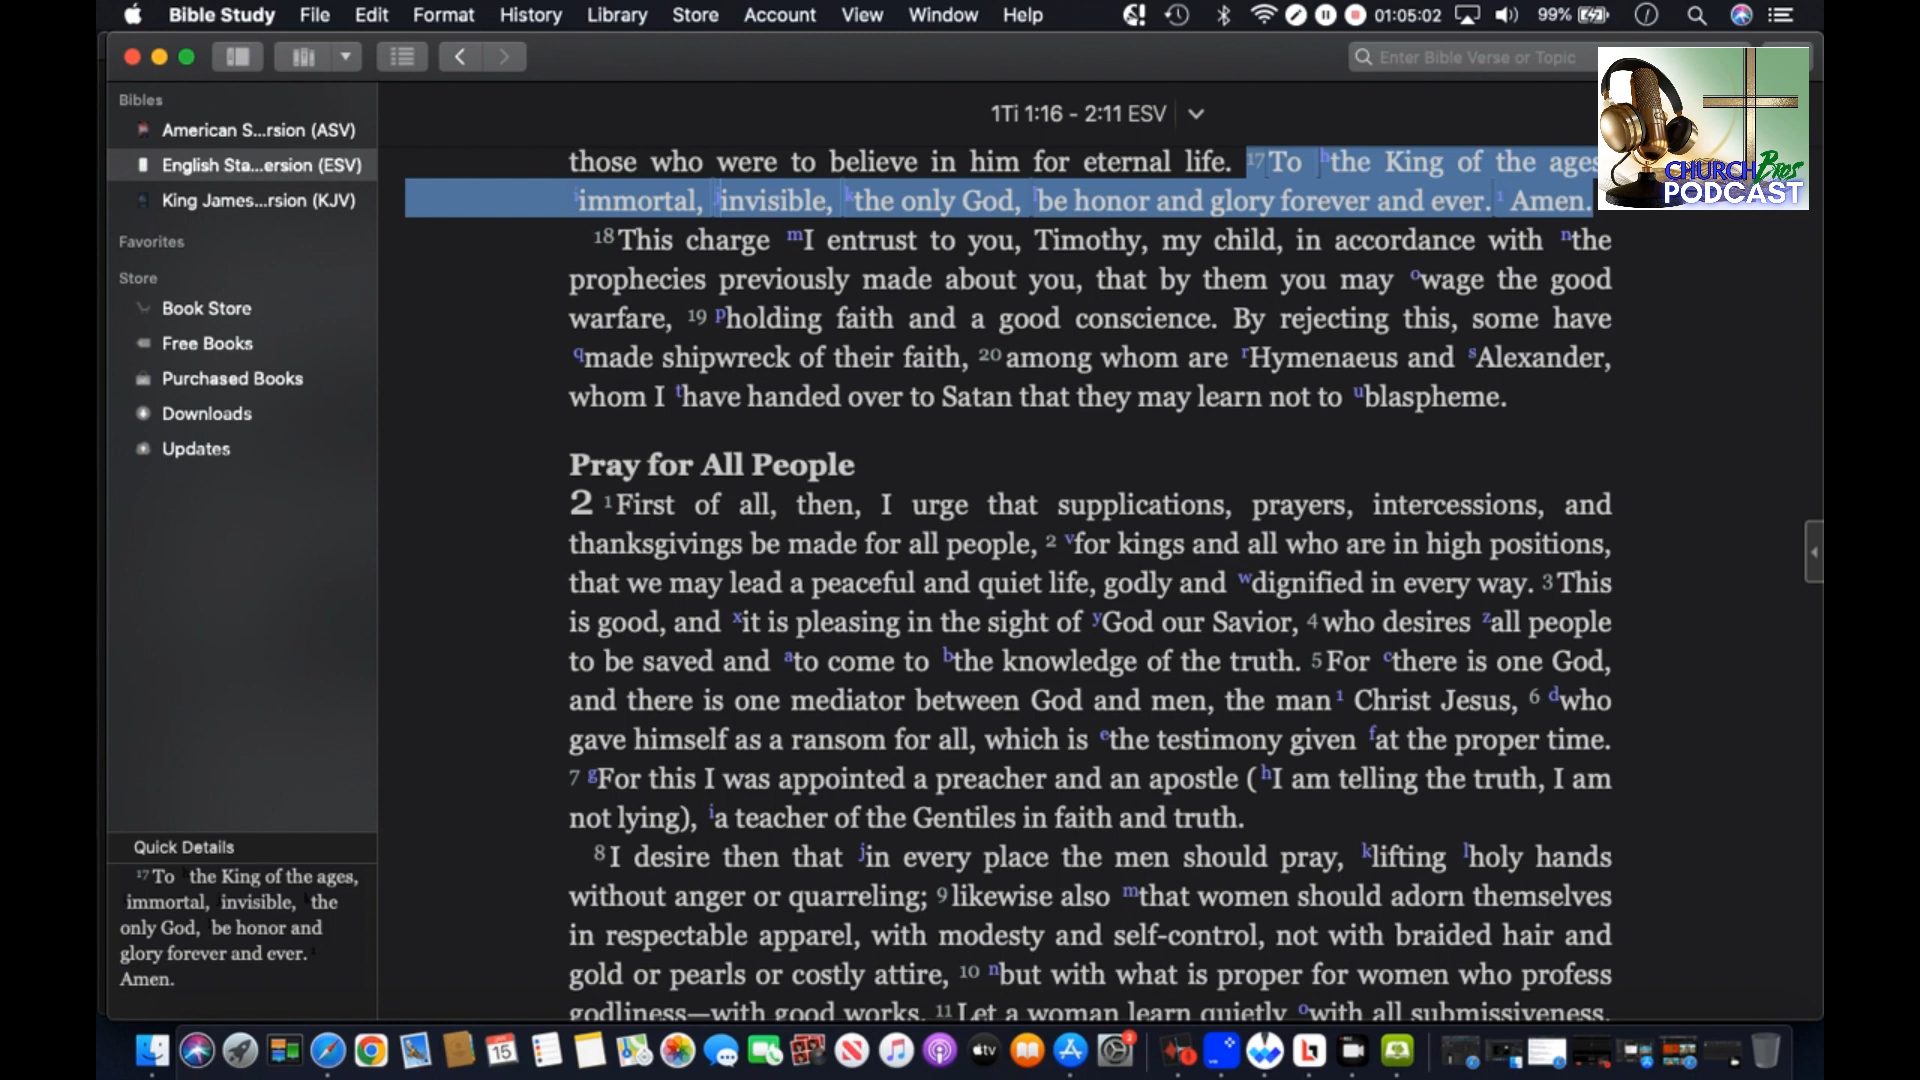 Bible Study File Edit Format History Library Store Account View Window Help 01:05:02 99%
Enter Bible Verse or Topic
CHURCH Bros
PODCAST
Bibles
American S...rsion (ASV)
English Sta...ersion (ESV)
King James...rsion (KJV)
Favorites
Store
Book Store
Free Books
Purchased Books
Downloads
Updates
Quick Details
17 To the King of the ages,
immortal, invisible, the
only God, be honor and
glory forever and ever.
Amen.
1Ti 1:16 - 2:11 ESV
those who were to believe in him for eternal life. 17 To h the King of the ages
i immortal, j invisible, k the only God, l be honor and glory forever and ever. 1 Amen.
18 This charge m I entrust to you, Timothy, my child, in accordance with n the
prophecies previously made about you, that by them you may o wage the good
warfare, 19 p holding faith and a good conscience. By rejecting this, some have
q made shipwreck of their faith, 20 among whom are r Hymenaeus and s Alexander,
whom I t have handed over to Satan that they may learn not to u blaspheme.
Pray for All People
2 1 First of all, then, I urge that supplications, prayers, intercessions, and
thanksgivings be made for all people, 2 v for kings and all who are in high positions,
that we may lead a peaceful and quiet life, godly and w dignified in every way. 3 This
is good, and x it is pleasing in the sight of y God our Savior, 4 who desires z all people
to be saved and a to come to b the knowledge of the truth. 5 For c there is one God,
and there is one mediator between God and men, the man 1 Christ Jesus, 6 d who
gave himself as a ransom for all, which is e the testimony given f at the proper time.
7 g For this I was appointed a preacher and an apostle (h I am telling the truth, I am
not lying), i a teacher of the Gentiles in faith and truth.
8 I desire then that j in every place the men should pray, k lifting l holy hands
without anger or quarreling; 9 likewise also m that women should adorn themselves
in respectable apparel, with modesty and self-control, not with braided hair and
gold or pearls or costly attire, 10 n but with what is proper for women who profess
godliness—with good works. 11 Let a woman learn quietly o with all submissiveness.
JAN
15
tv